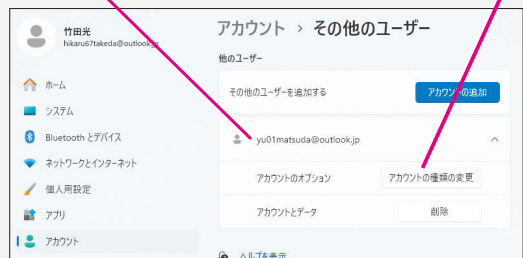 竹田光
hikaru67takeda@outlook.jp
ホーム
システム
Bluetooth とデバイス
ネットワークとインターネット
個人用設定
アプリ
アカウント
アカウント › その他のユーザー
他のユーザー
その他のユーザーを追加する
アカウントの追加
yu01matsuda@outlook.jp
アカウントのオプション
アカウントの種類の変更
アカウントとデータ
削除
ヘルプを表示